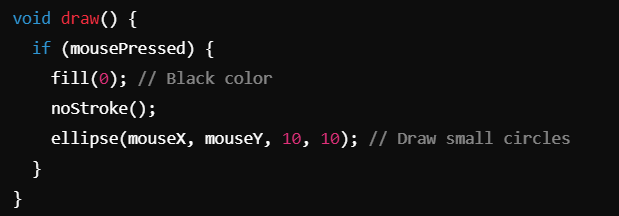 void draw() {
  if (mousePressed) {
    fill(0); // Black color
    noStroke();
    ellipse(mouseX, mouseY, 10, 10); // Draw small circles
  }
}